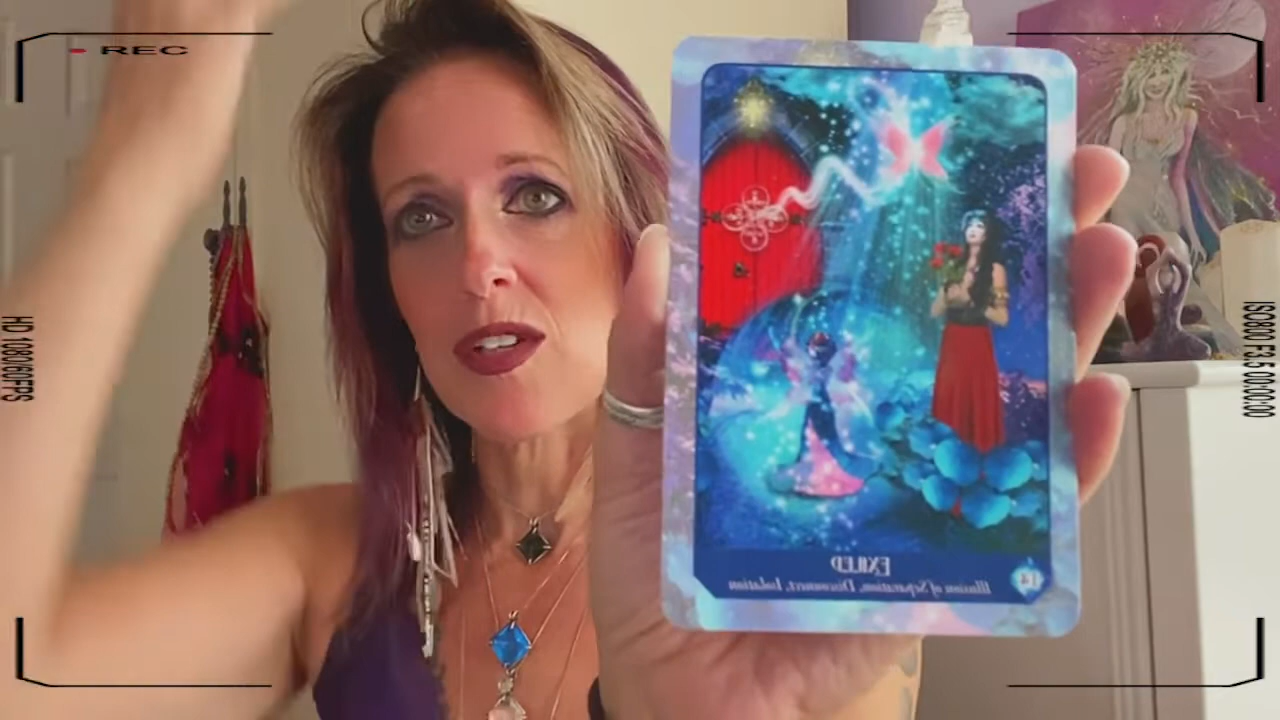 REC
HD 1080/60FPS
ISO800 F3.5 00:00:00
EXILED
Illusion of Separation, Disconnect, Isolation
14